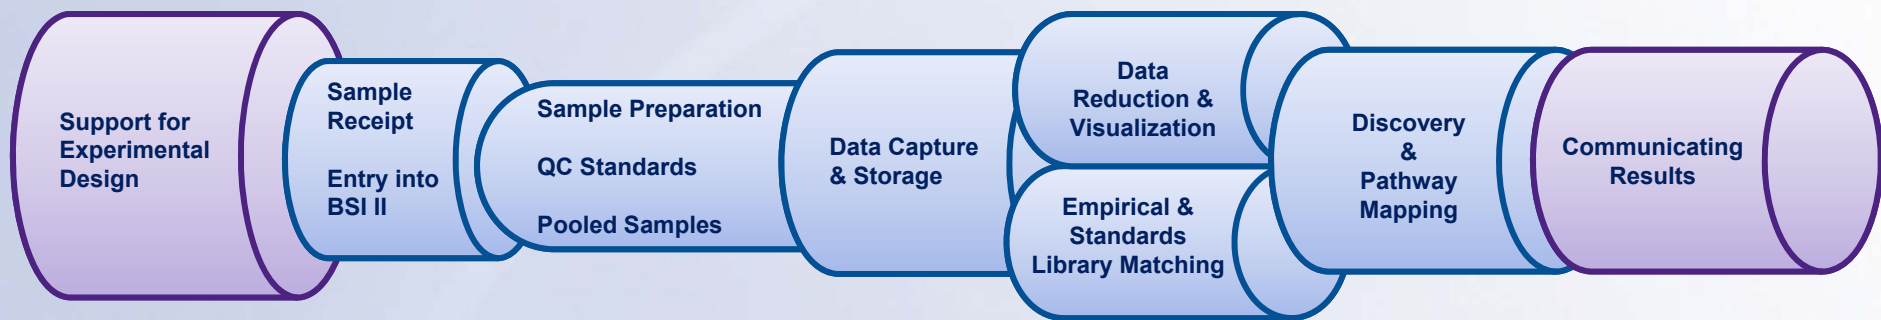 Support for
Experimental
Design
Sample
Receipt
Entry into
BSI II
Sample Preparation
QC Standards
Pooled Samples
Data Capture
& Storage
Data
Reduction &
Visualization
Empirical &
Standards
Library Matching
Discovery
&
Pathway
Mapping
Communicating
Results